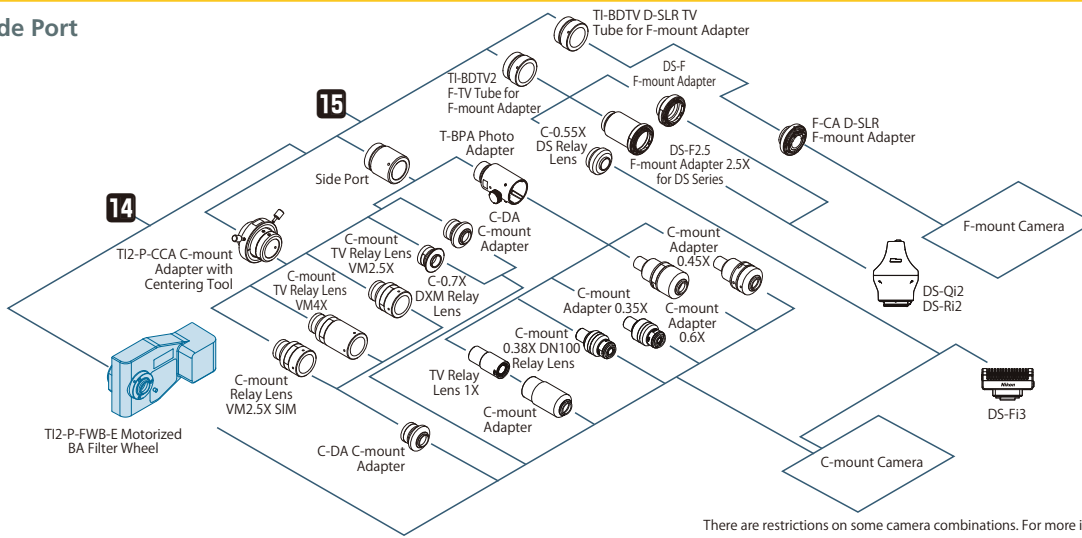 de Port
TI-BDTV D-SLR TV
Tube for F-mount Adapter
TI-BDTV2
F-TV Tube for
F-mount Adapter
DS-F
F-mount Adapter
15
T-BPA Photo
Adapter
C-0.55X
DS Relay
Lens
DS-F2.5
F-mount Adapter 2.5X
for DS Series
F-CA D-SLR
F-mount Adapter
Side Port
14
C-DA
C-mount
Adapter
F-mount Camera
TI2-P-CCA C-mount
Adapter with
Centering Tool
C-mount
TV Relay Lens
VM2.5X
C-mount
Adapter
0.45X
C-mount
TV Relay Lens
VM4X
C-0.7X
DXM Relay
Lens
C-mount
Adapter 0.35X
C-mount
Adapter
0.6X
DS-Qi2
DS-Ri2
C-mount
0.38X DN100
Relay Lens
TV Relay
Lens 1X
C-mount
Adapter
C-mount
Relay Lens
VM2.5X SIM
Nikon
DS-Fi3
TI2-P-FWB-E Motorized
BA Filter Wheel
C-DA C-mount
Adapter
C-mount Camera
There are restrictions on some camera combinations. For more i